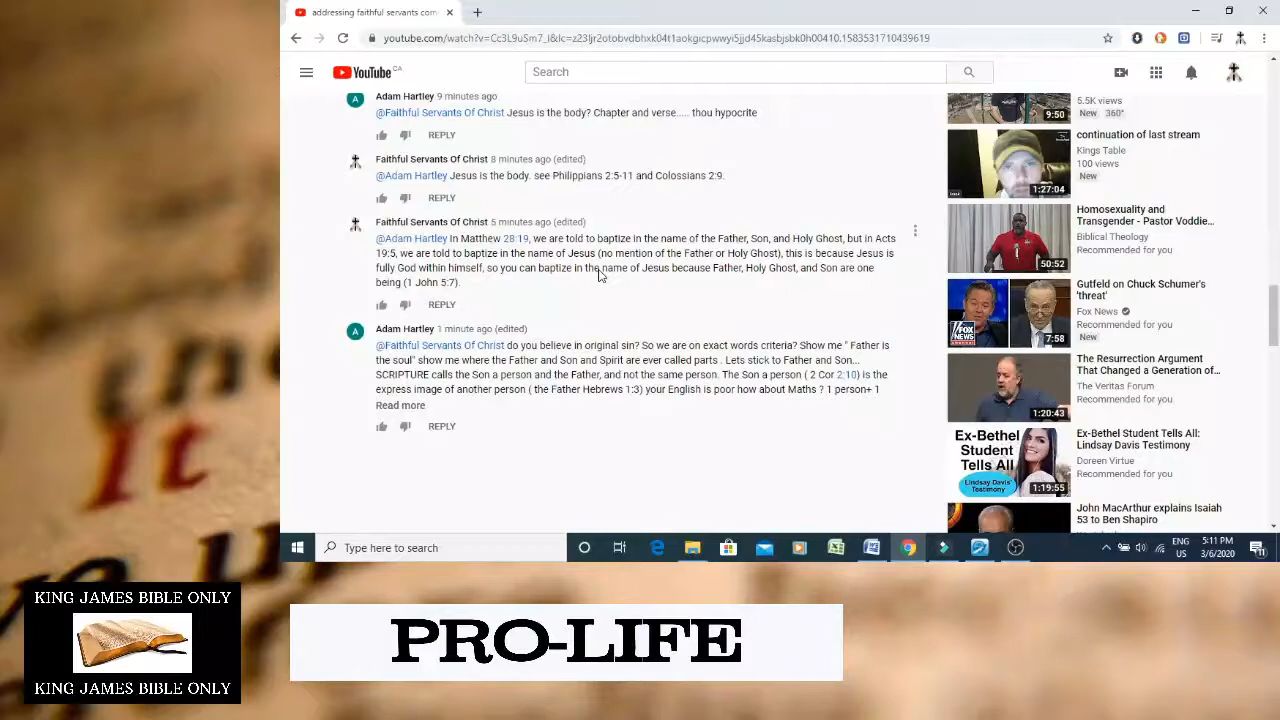 addressing faithful servants com
youtube.com/watch?v=Cc3L9uSm7_I&lc=z23ljr2otobvdbhxk04t1aokgicpwwyi5jjd45kasbjsbk0h00410.1583531710439619
YouTube CA
Search
Adam Hartley 9 minutes ago
@Faithful Servants Of Christ Jesus is the body? Chapter and verse..... thou hypocrite
REPLY
Faithful Servants Of Christ 8 minutes ago (edited)
@Adam Hartley Jesus is the body. see Philippians 2.5-11 and Colossians 2:9.
REPLY
Faithful Servants Of Christ 5 minutes ago (edited)
@Adam Hartley In Matthew 28:19, we are told to baptize in the name of the Father, Son, and Holy Ghost, but in Acts
19:5, we are told to baptize in the name of Jesus (no mention of the Father or Holy Ghost), this is because Jesus is
fully God within himself, so you can baptize in the name of Jesus because Father, Holy Ghost, and Son are one
being (1 John 5:7).
REPLY
Adam Hartley 1 minute ago (edited)
@Faithful Servants Of Christ do you believe in original sin? So we are on exact words criteria? Show me " Father is
the soul" show me where the Father and Son and Spirit are ever called parts . Lets stick to Father and Son...
SCRIPTURE calls the Son a person and the Father, and not the same person. The Son a person ( 2 Cor 2:10) is the
express image of another person ( the Father Hebrews 1:3) your English is poor how about Maths ? 1 person+ 1
Read more
REPLY
5.5K views
New 360°
9:50
continuation of last stream
Kings Table
100 views
New
1:27:04
Homosexuality and
Transgender - Pastor Voddie...
Biblical Theology
Recommended for you
50:52
Gutfeld on Chuck Schumer's
'threat'
Fox News
Recommended for you
New
FOX
NEWS
7:58
The Resurrection Argument
That Changed a Generation of...
The Veritas Forum
Recommended for you
1:20:43
Ex-Bethel Student Tells All:
Lindsay Davis Testimony
Doreen Virtue
Recommended for you
Ex-Bethel
Student
Tells All
Lindsay Davis'
Testimony
1:19:55
John MacArthur explains Isaiah
53 to Ben Shapiro
Type here to search
ENG
US
5:11 PM
3/6/2020
It
KING JAMES BIBLE ONLY
KING JAMES BIBLE ONLY
PRO-LIFE